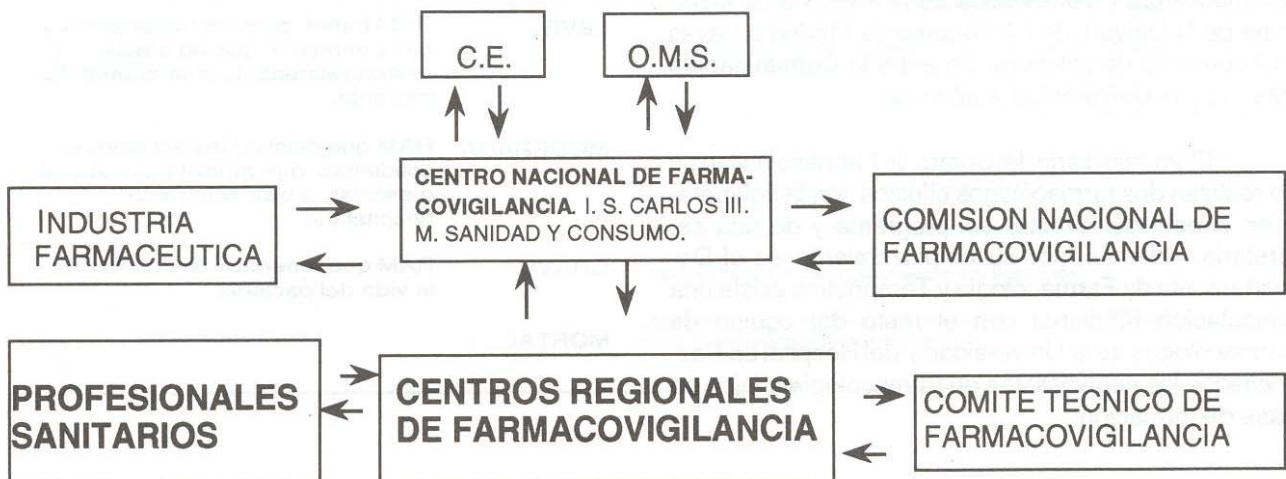 C.E.
O.M.S.
INDUSTRIA
FARMACEUTICA
CENTRO NACIONAL DE FARMA-
COVIGILANCIA. I. S. CARLOS III.
M. SANIDAD Y CONSUMO.
COMISION NACIONAL DE
FARMACOVIGILANCIA
PROFESIONALES
SANITARIOS
CENTROS REGIONALES
DE FARMACOVIGILANCIA
COMITE TECNICO DE
FARMACOVIGILANCIA